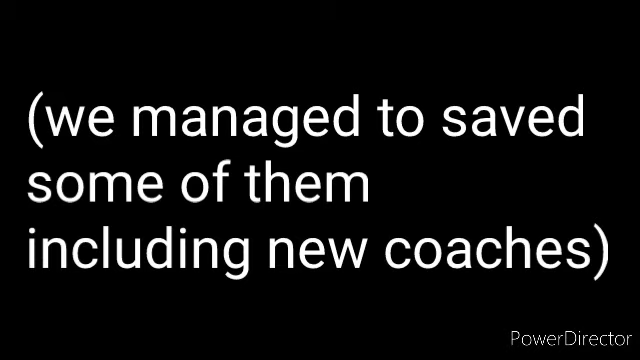 (we managed to saved
some of them
including new coaches)
PowerDirector